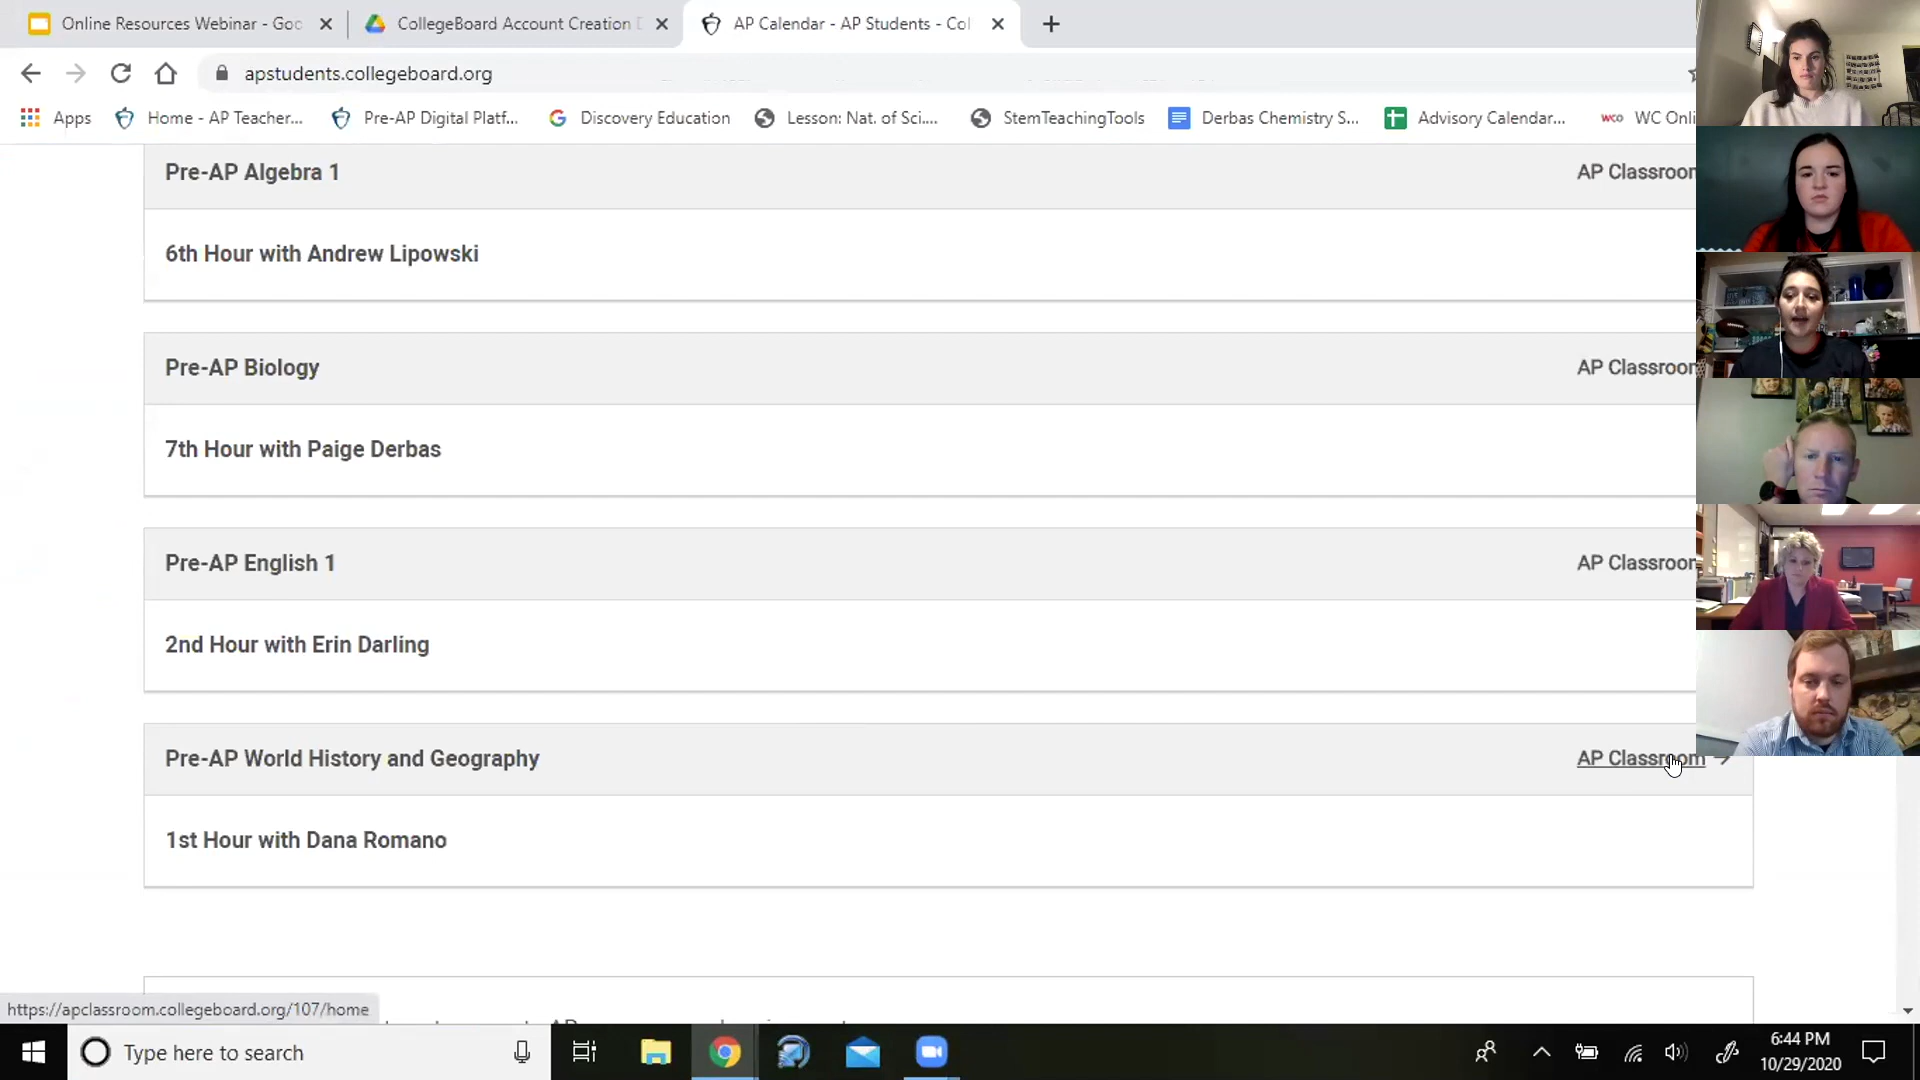 Online Resources Webinar - Goo
CollegeBoard Account Creation D
AP Calendar - AP Students - Col
apstudents.collegeboard.org
Apps
Home - AP Teacher...
Pre-AP Digital Platf...
Discovery Education
Lesson: Nat. of Sci....
StemTeachingTools
Derbas Chemistry S...
Advisory Calendar...
wco WC Onli
Pre-AP Algebra 1
AP Classroom
6th Hour with Andrew Lipowski
Pre-AP Biology
AP Classroom
7th Hour with Paige Derbas
Pre-AP English 1
AP Classroom
2nd Hour with Erin Darling
Pre-AP World History and Geography
AP Classroom →
1st Hour with Dana Romano
https://apclassroom.collegeboard.org/107/home
Type here to search
6:44 PM
10/29/2020